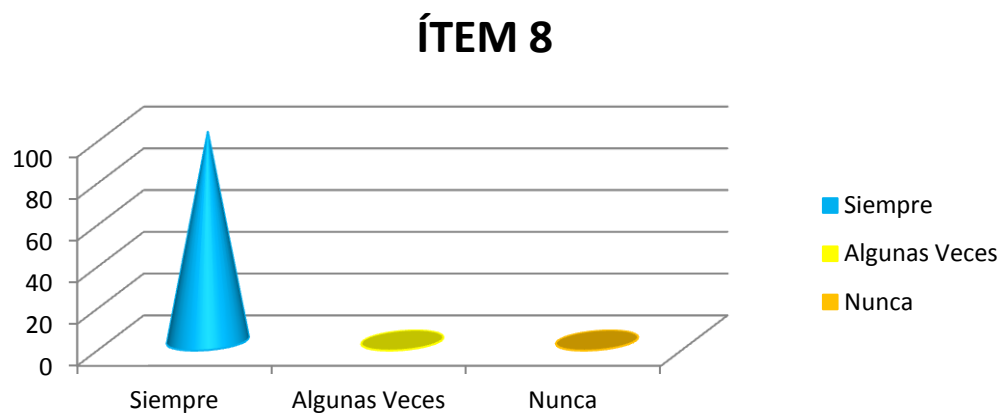 ÍTEM 8
100
80
60
40
20
0
Siempre
Algunas Veces
Nunca
Siempre
Algunas Veces
Nunca